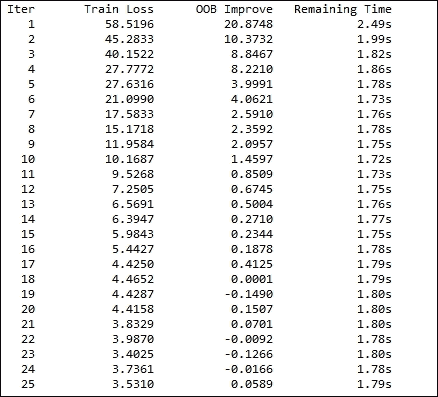 Iter Train Loss OOB Improve Remaining Time
1 58.5196 20.8748 2.49s
2 45.2833 10.3732 1.99s
3 40.1522 8.8467 1.82s
4 27.7772 8.2210 1.86s
5 27.6316 3.9991 1.78s
6 21.0990 4.0621 1.73s
7 17.5833 2.5910 1.76s
8 15.1718 2.3592 1.78s
9 11.9584 2.0957 1.75s
10 10.1687 1.4597 1.72s
11 9.5268 0.8509 1.73s
12 7.2505 0.6745 1.75s
13 6.5691 0.5004 1.76s
14 6.3947 0.2710 1.77s
15 5.9843 0.2344 1.75s
16 5.4427 0.1878 1.78s
17 4.4250 0.4125 1.79s
18 4.4652 0.0001 1.79s
19 4.4287 -0.1490 1.80s
20 4.4158 0.1507 1.80s
21 3.8329 0.0701 1.80s
22 3.9870 -0.0092 1.78s
23 3.4025 -0.1266 1.80s
24 3.7361 -0.0166 1.78s
25 3.5310 0.0589 1.79s